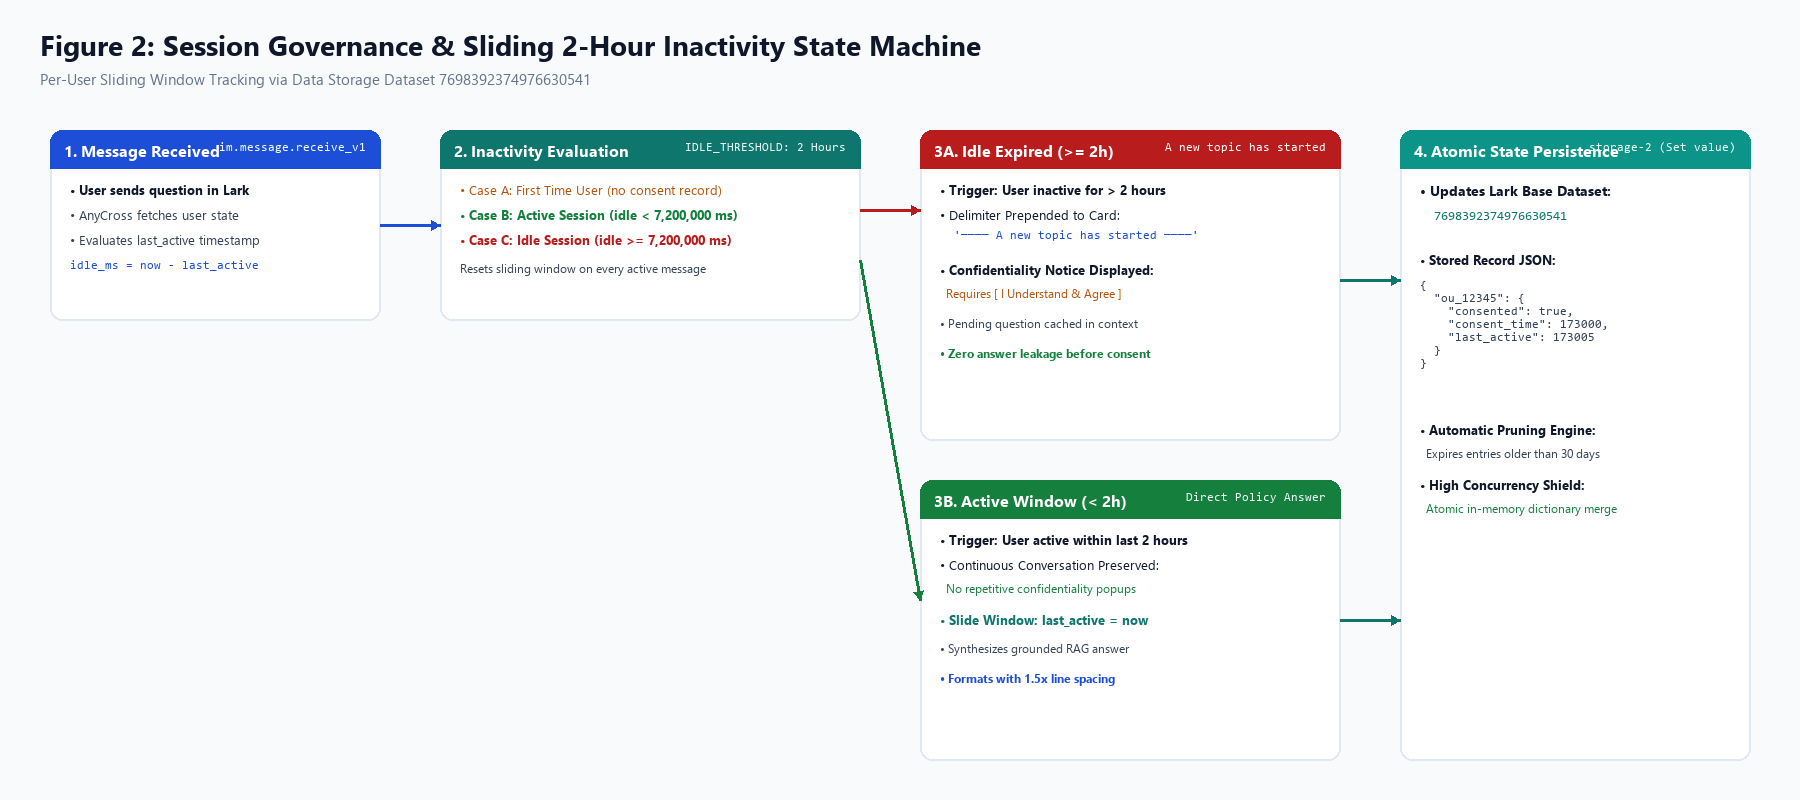 Figure 2: Session Governance & Sliding 2-Hour Inactivity State Machine
Per-User Sliding Window Tracking via Data Storage Dataset 7698392374976630541
1. Message Received
im.message.receive_v1
• User sends question in Lark
• AnyCross fetches user state
• Evaluates last_active timestamp
idle_ms = now - last_active
2. Inactivity Evaluation
IDLE_THRESHOLD: 2 Hours
• Case A: First Time User (no consent record)
• Case B: Active Session (idle < 7,200,000 ms)
• Case C: Idle Session (idle >= 7,200,000 ms)
Resets sliding window on every active message
3A. Idle Expired (>= 2h)
A new topic has started
• Trigger: User inactive for > 2 hours
• Delimiter Prepended to Card:
'──── A new topic has started ────'
• Confidentiality Notice Displayed:
Requires [ I Understand & Agree ]
• Pending question cached in context
• Zero answer leakage before consent
3B. Active Window (< 2h)
Direct Policy Answer
• Trigger: User active within last 2 hours
• Continuous Conversation Preserved:
No repetitive confidentiality popups
• Slide Window: last_active = now
• Synthesizes grounded RAG answer
• Formats with 1.5x line spacing
4. Atomic State Persistence
storage-2 (Set value)
• Updates Lark Base Dataset:
7698392374976630541
• Stored Record JSON:
{
"ou_12345": {
"consented": true,
"consent_time": 173000,
"last_active": 173005
}
}
• Automatic Pruning Engine:
Expires entries older than 30 days
• High Concurrency Shield:
Atomic in-memory dictionary merge